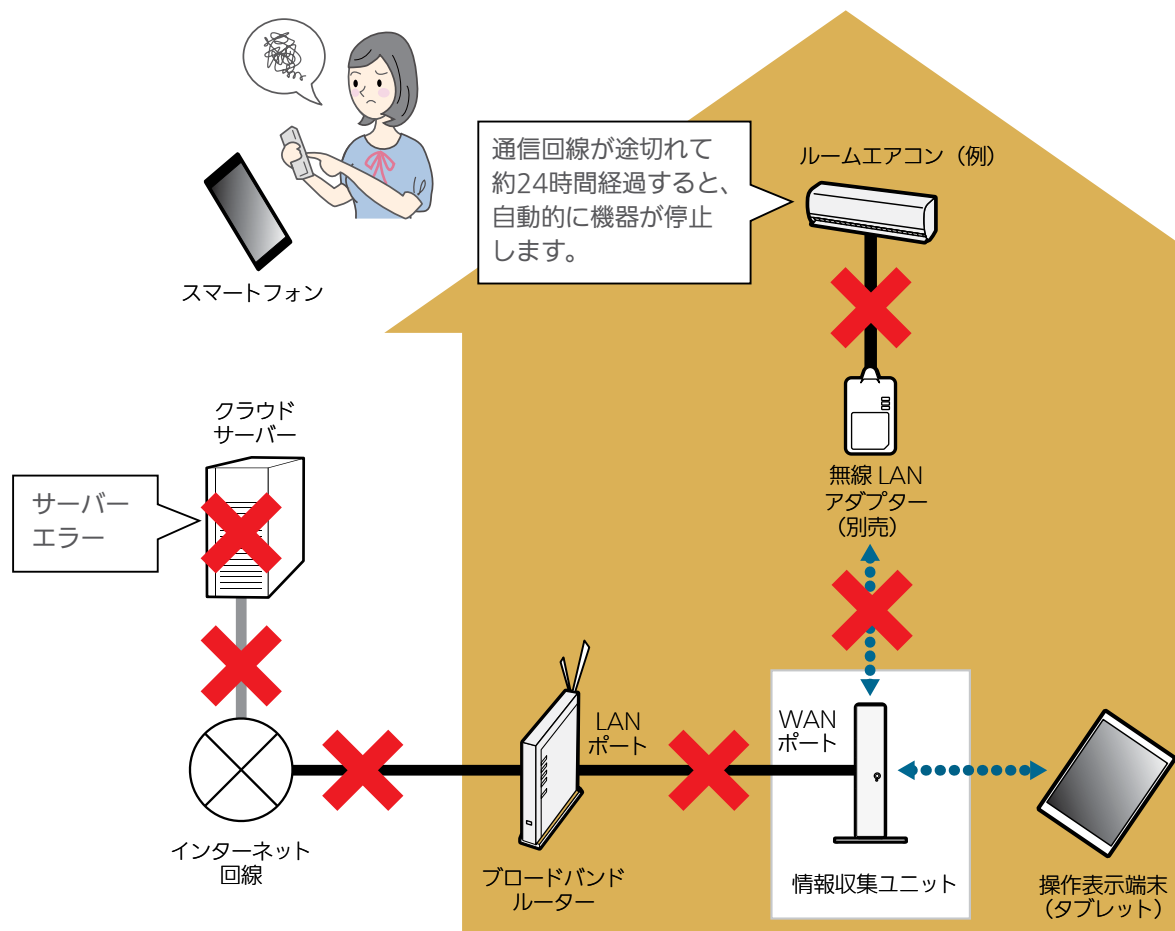 通信回線が途切れて
約24時間経過すると、
自動的に機器が停止
します。
ルームエアコン（例）
スマートフォン
クラウド
サーバー
サーバー
エラー
無線 LAN
アダプター
（別売）
LAN
ポート
WAN
ポート
インターネット
回線
ブロードバンド
ルーター
情報収集ユニット
操作表示端末
（タブレット）